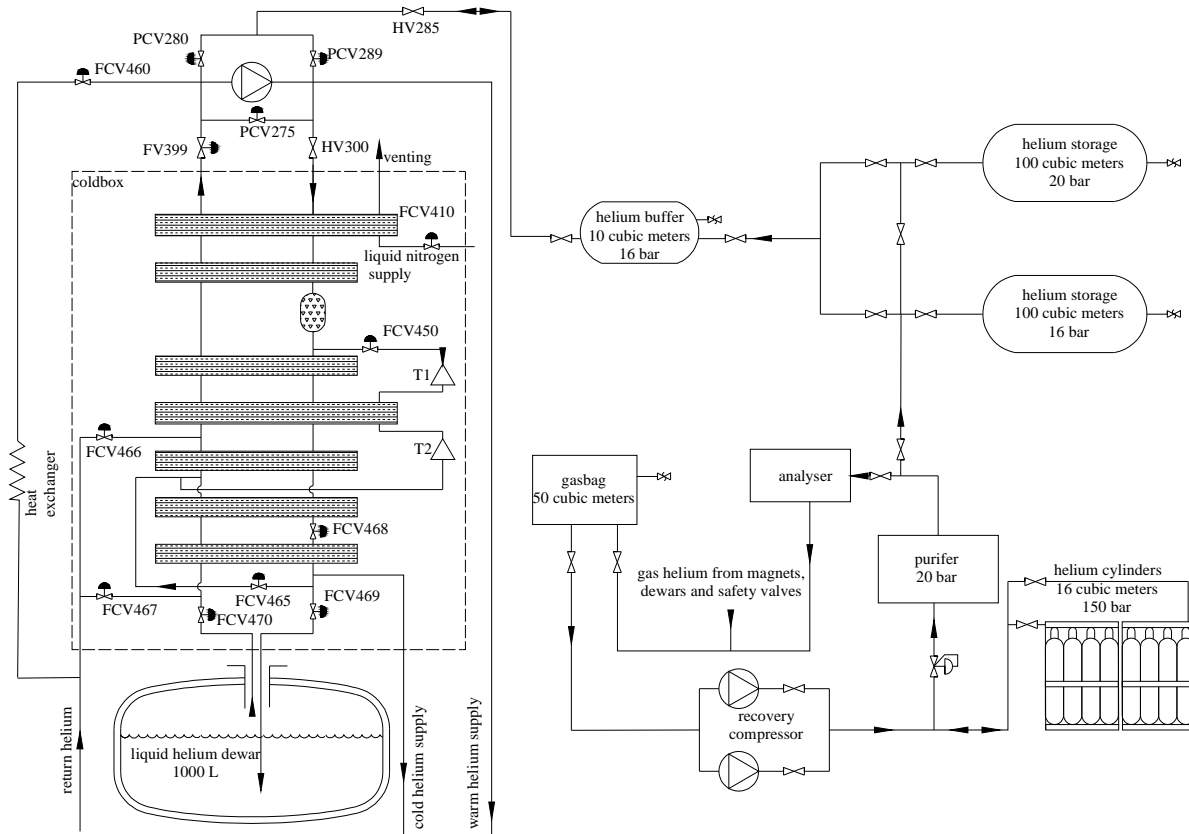 HV285
PCV280
PCV289
FCV460
PCV275
FV399
HV300
venting
coldbox
FCV410
liquid nitrogen
supply
FCV450
T1
T2
FCV466
heat
exchanger
FCV468
FCV465
FCV469
FCV467
FCV470
liquid helium dewar
1000 L
return helium
cold helium supply
warm helium supply
helium buffer
10 cubic meters
16 bar
helium storage
100 cubic meters
20 bar
helium storage
100 cubic meters
16 bar
gasbag
50 cubic meters
analyser
gas helium from magnets,
dewars and safety valves
purifer
20 bar
helium cylinders
16 cubic meters
150 bar
recovery
compressor